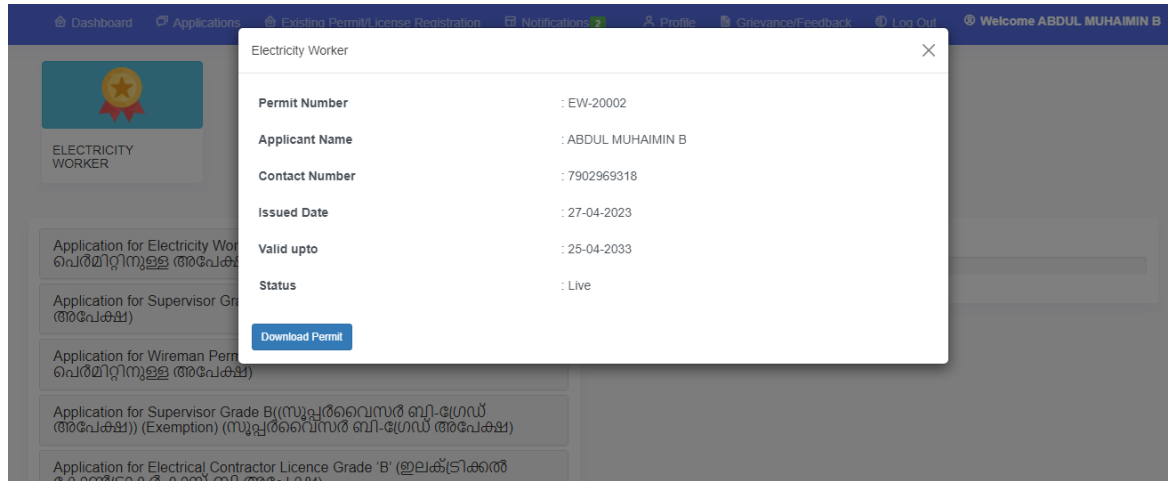 Dashboard Applications Existing Permit/License Registration Notifications 2 Profile Grievance/Feedback Log Out Welcome ABDUL MUHAIMIN B
Electricity Worker
Permit Number : EW-20002
Applicant Name : ABDUL MUHAIMIN B
Contact Number : 7902969318
Issued Date : 27-04-2023
Valid upto : 25-04-2033
Status : Live
Download Permit
ELECTRICITY
WORKER
Application for Electricity Wor
പെർമിറ്റിനുള്ള അപേക്ഷ
Application for Supervisor Gra
അപേക്ഷ)
Application for Wireman Perm
പെർമിറ്റിനുള്ള അപേക്ഷ)
Application for Supervisor Grade B((സൂപ്പർവൈസർ ബി-ഗ്രേഡ്
അപേക്ഷ)) (Exemption) (സൂപ്പർവൈസർ ബി-ഗ്രേഡ് അപേക്ഷ)
Application for Electrical Contractor Licence Grade 'B' (ഇലക്ട്രിക്കൽ